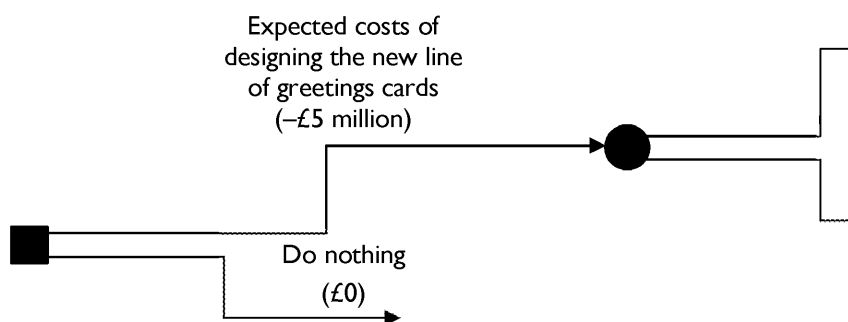 Expected costs of
designing the new line
of greetings cards
(–£5 million)
Do nothing
(£0)